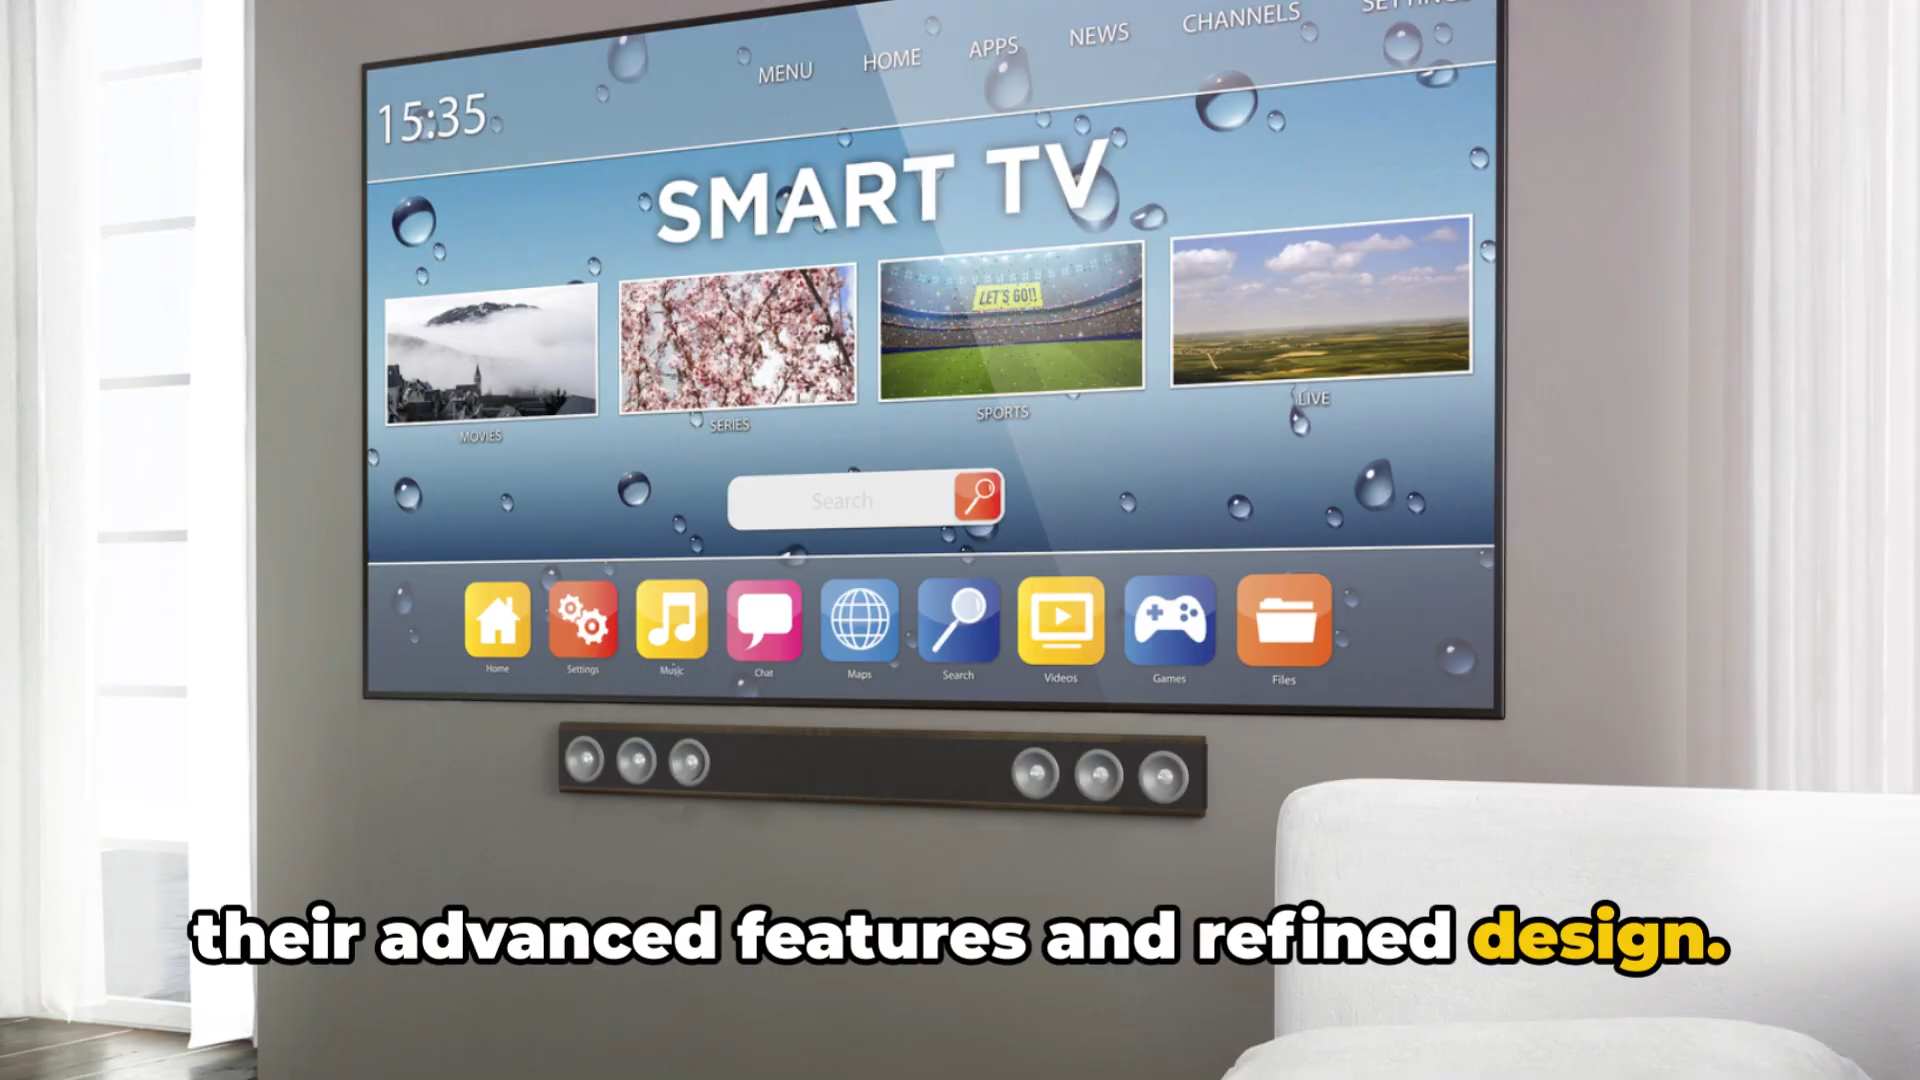 MENU HOME APPS NEWS CHANNELS SETTINGS
15:35
SMART TV
LET'S GO!!
MOVIES SERIES SPORTS LIVE
Search
Home Settings Music Chat Maps Search Videos Games Files
their advanced features and refined design.